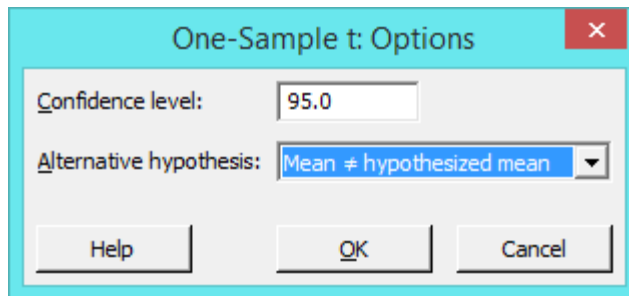 One-Sample t: Options
Confidence level: 95.0
Alternative hypothesis: Mean ≠ hypothesized mean
Help OK Cancel